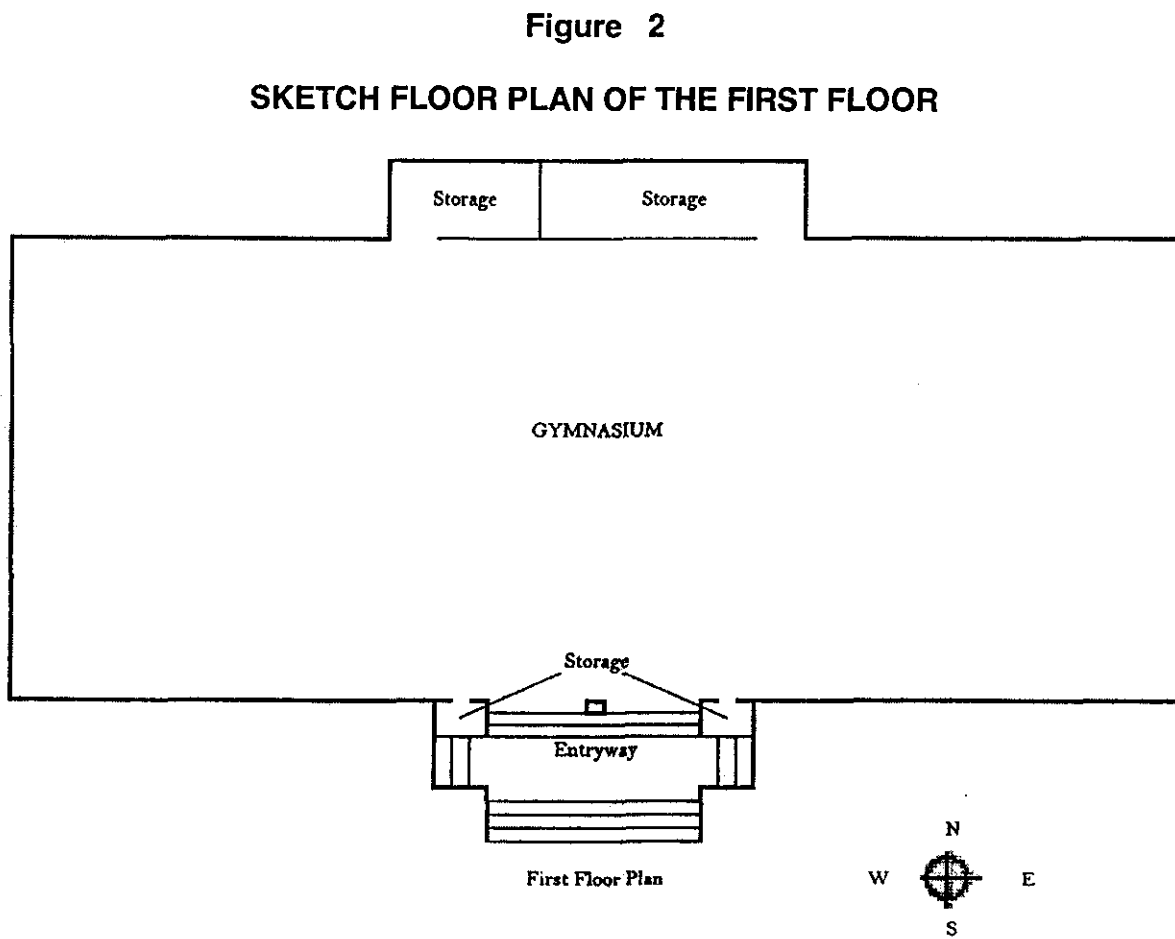 Figure 2
SKETCH FLOOR PLAN OF THE FIRST FLOOR
Storage
Storage
GYMNASIUM
Storage
Entryway
First Floor Plan
N
W
E
S